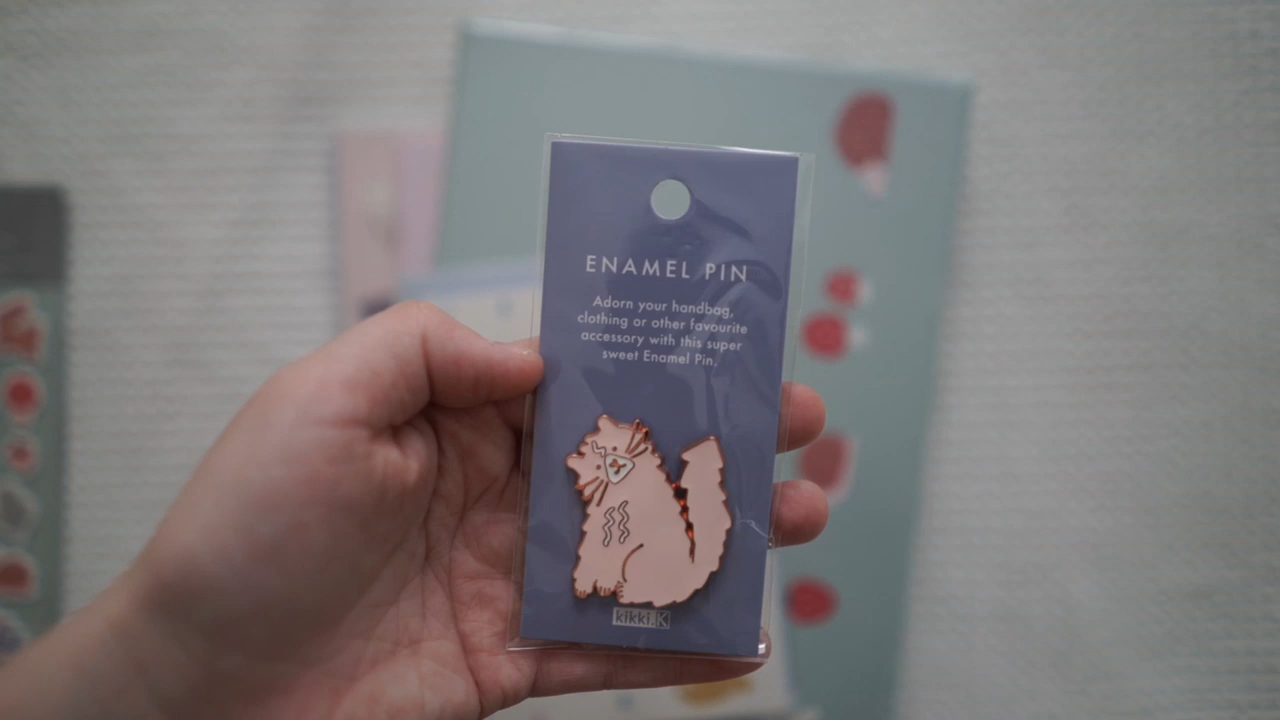 ENAMEL PIN
Adorn your handbag,
clothing or other favourite
accessory with this super
sweet Enamel Pin.
kikki.K